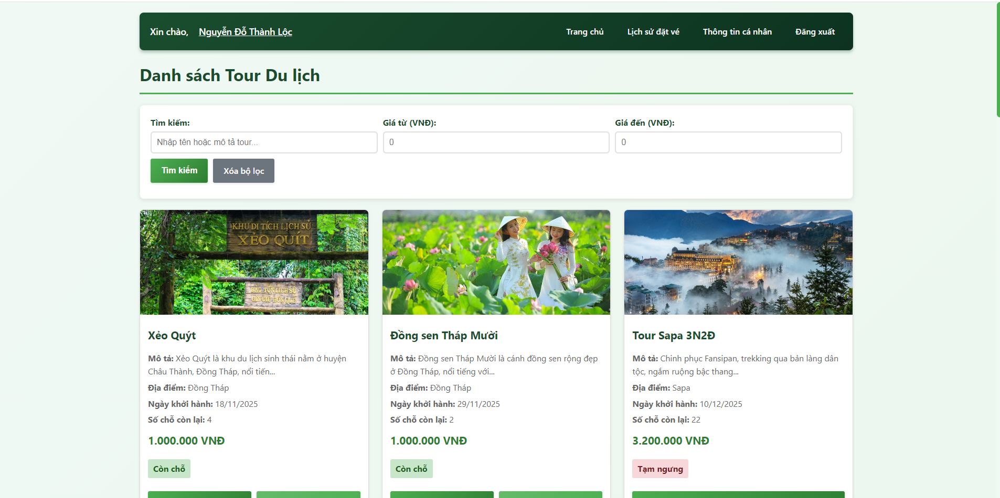 Xin chào, Nguyễn Đỗ Thành Lộc Trang chủ Lịch sử đặt vé Thông tin cá nhân Đăng xuất
Danh sách Tour Du lịch
Tìm kiếm: Giá từ (VNĐ): Giá đến (VNĐ):
Nhập tên hoặc mô tả tour... 0 0
Tìm kiếm Xóa bộ lọc
KHU DI TÍCH LỊCH SỬ
XẺO QUÍT
BẢO TỒN LỊCH SỬ
GÌN GIỮ HỒN QUÊ
Xẻo Quýt
Mô tả: Xẻo Quýt là khu du lịch sinh thái nằm ở huyện
Châu Thành, Đồng Tháp, nổi tiến...
Địa điểm: Đồng Tháp
Ngày khởi hành: 18/11/2025
Số chỗ còn lại: 4
1.000.000 VNĐ
Còn chỗ
Đồng sen Tháp Mười
Mô tả: Đồng sen Tháp Mười là cánh đồng sen rộng đẹp
ở Đồng Tháp, nổi tiếng với...
Địa điểm: Đồng Tháp
Ngày khởi hành: 29/11/2025
Số chỗ còn lại: 2
1.000.000 VNĐ
Còn chỗ
Tour Sapa 3N2Đ
Mô tả: Chinh phục Fansipan, trekking qua bản làng dân
tộc, ngắm ruộng bậc thang...
Địa điểm: Sapa
Ngày khởi hành: 10/12/2025
Số chỗ còn lại: 22
3.200.000 VNĐ
Tạm ngưng